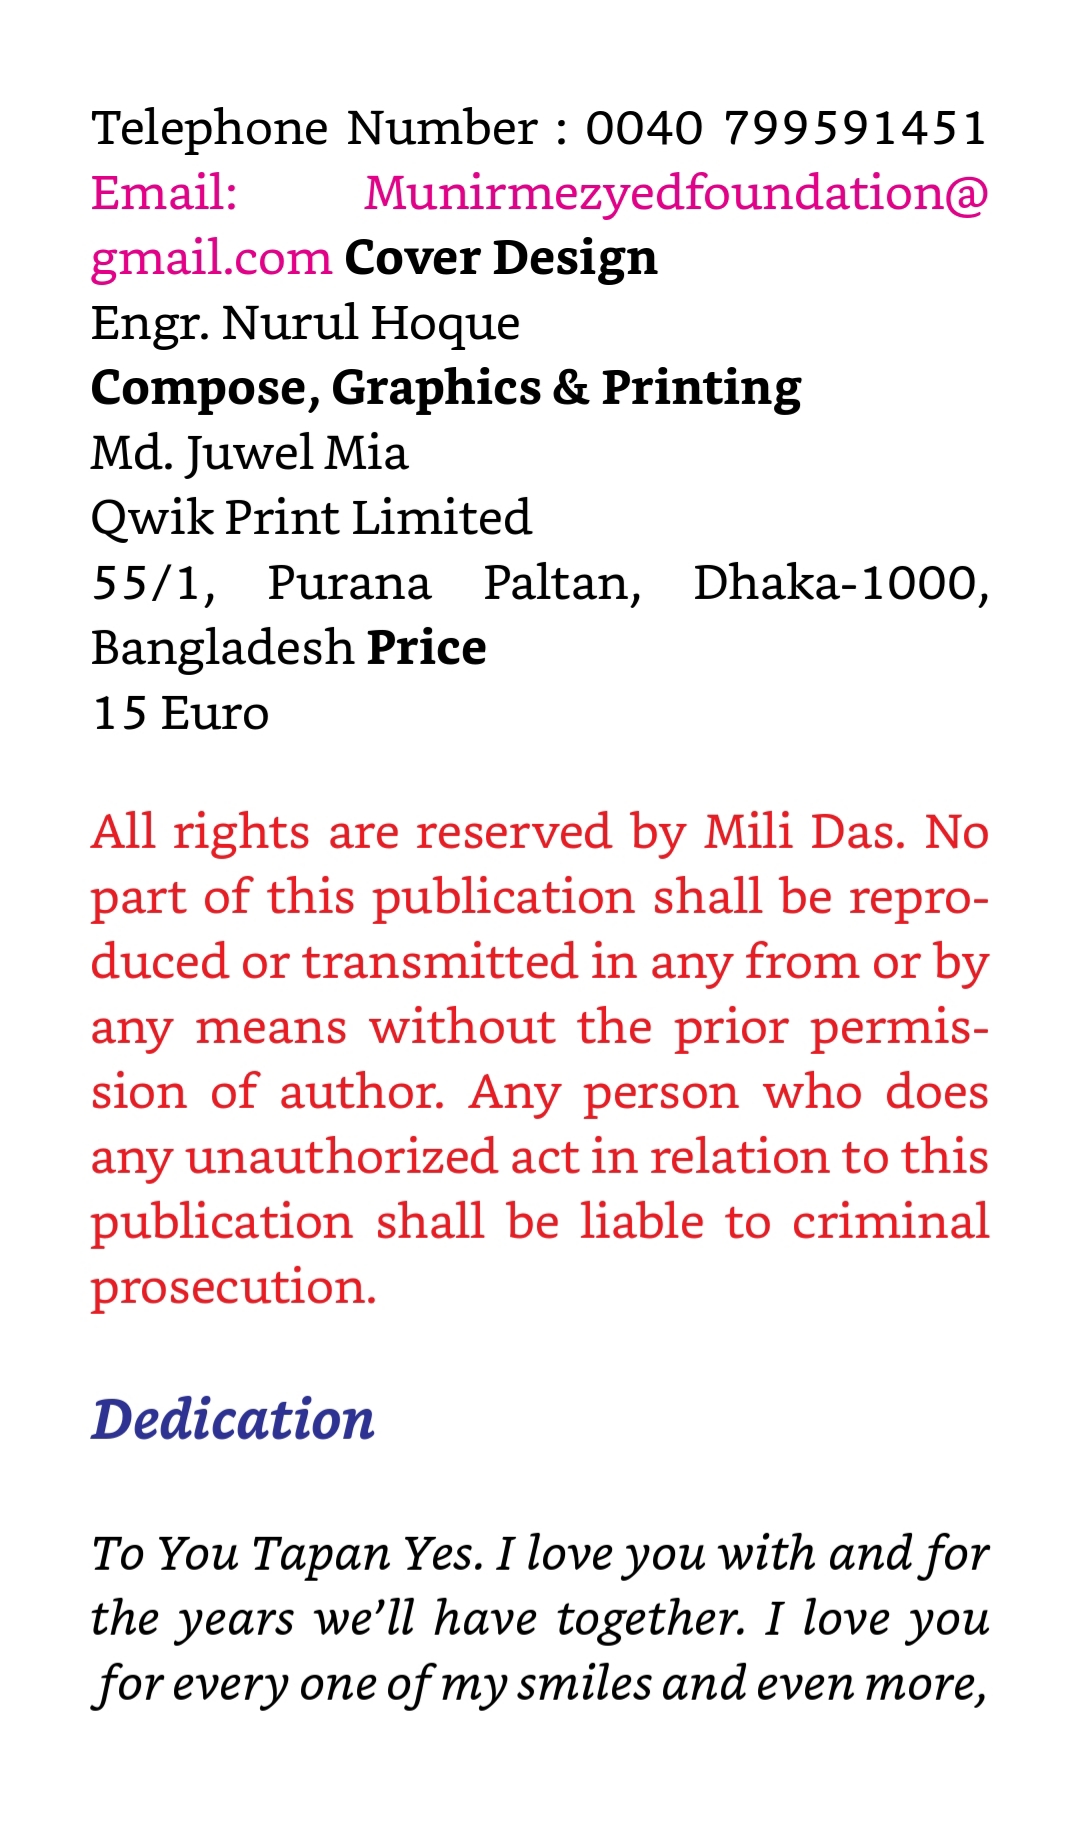 Telephone Number : 0040 799591451
Email: Munirmezyedfoundation@
gmail.com Cover Design
Engr. Nurul Hoque
Compose, Graphics & Printing
Md. Juwel Mia
Qwik Print Limited
55/1, Purana Paltan, Dhaka-1000,
Bangladesh Price
15 Euro
All rights are reserved by Mili Das. No
part of this publication shall be repro-
duced or transmitted in any from or by
any means without the prior permis-
sion of author. Any person who does
any unauthorized act in relation to this
publication shall be liable to criminal
prosecution.
Dedication
To You Tapan Yes. I love you with and for
the years we’ll have together. I love you
for every one of my smiles and even more,